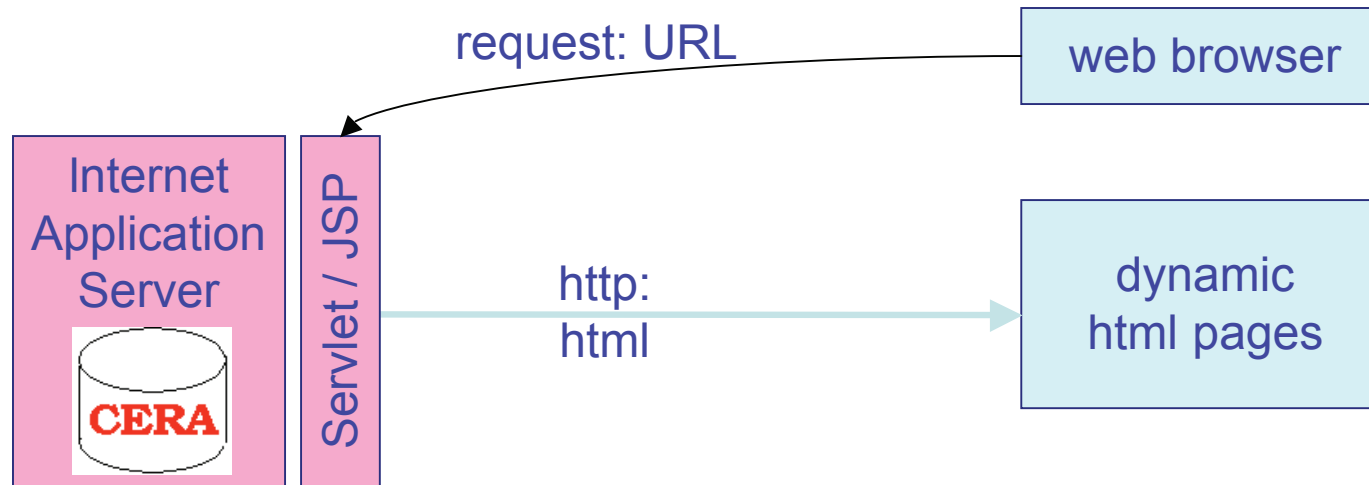 request: URL
web browser
Internet
Application
Server
CERA
Servlet / JSP
http:
html
dynamic
html pages